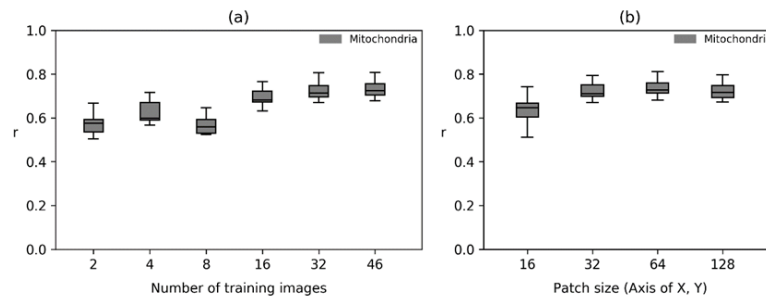 (a)
1.0
0.8
0.6
0.4
0.2
0.0
r
Mitochondria
2 4 8 16 32 46
Number of training images
(b)
1.0
0.8
0.6
0.4
0.2
0.0
r
Mitochondri
16 32 64 128
Patch size (Axis of X, Y)